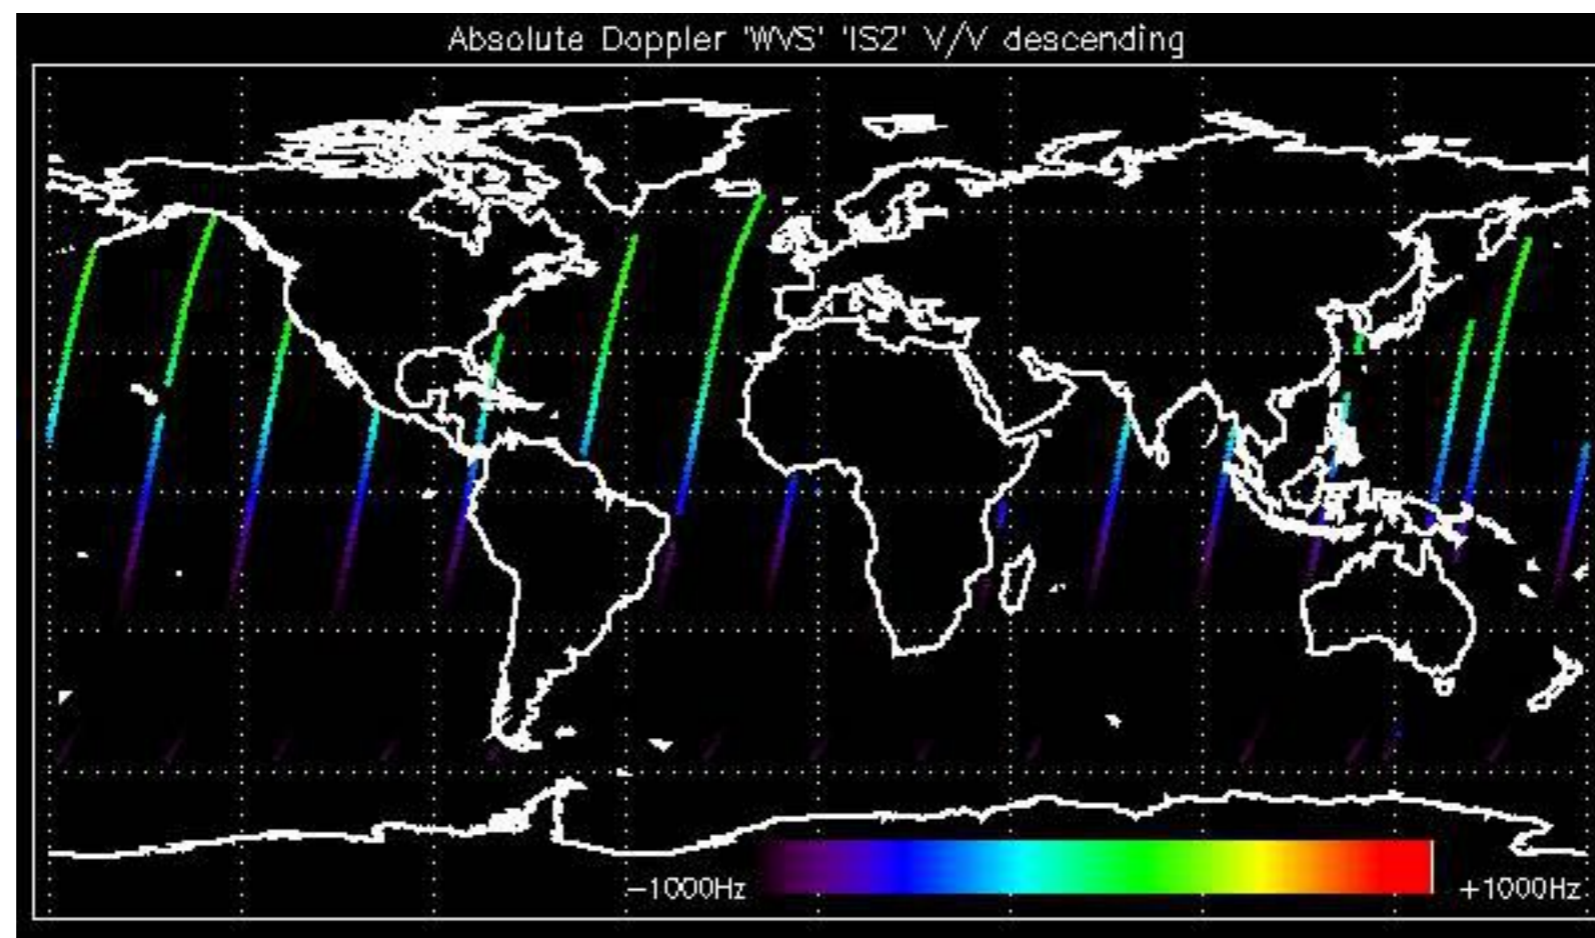 Absolute Doppler 'WVS' 'IS2' V/V descending
−1000Hz
+1000Hz